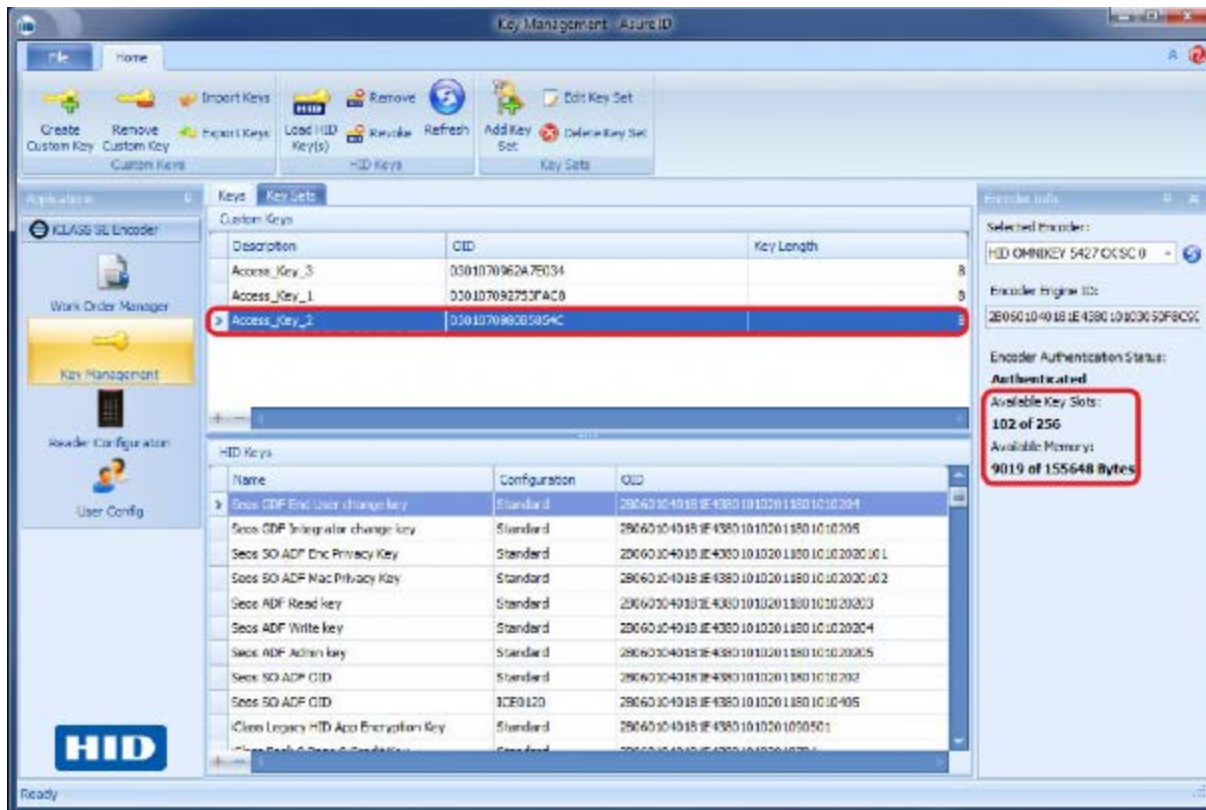 Key Management - Asure ID
File
Home
Create Custom Key
Remove Custom Key
Import Keys
Export Keys
Custom Keys
Load HID Key(s)
Remove
Revoke
Refresh
HID Keys
Add Key Set
Edit Key Set
Delete Key Set
Key Sets
Applications
iCLASS SE Encoder
Work Order Manager
Key Management
Reader Configuration
User Config
HID
Keys
Key Sets
Custom Keys
Description OID Key Length
Access_Key_3 8
Access_Key_1 8
Access_Key_2 8
HID Keys
Name Configuration OID
Seos GDF End User change key Standard
Seos GDF Integrator change key Standard
Seos SO ADF Enc Privacy Key Standard
Seos SO ADF Mac Privacy Key Standard
Seos ADF Read key Standard
Seos ADF Write key Standard
Seos ADF Admin key Standard
Seos SO ADF OID Standard
Seos SO ADF OID ICE0120
iClass Legacy HID App Encryption Key Standard
Encoder Info
Selected Encoder:
HID OMNIKEY 5427 CK SC 0
Encoder Engine ID:
Encoder Authentication Status:
Authenticated
Available Key Slots:
102 of 256
Available Memory:
9019 of 155648 Bytes
Ready